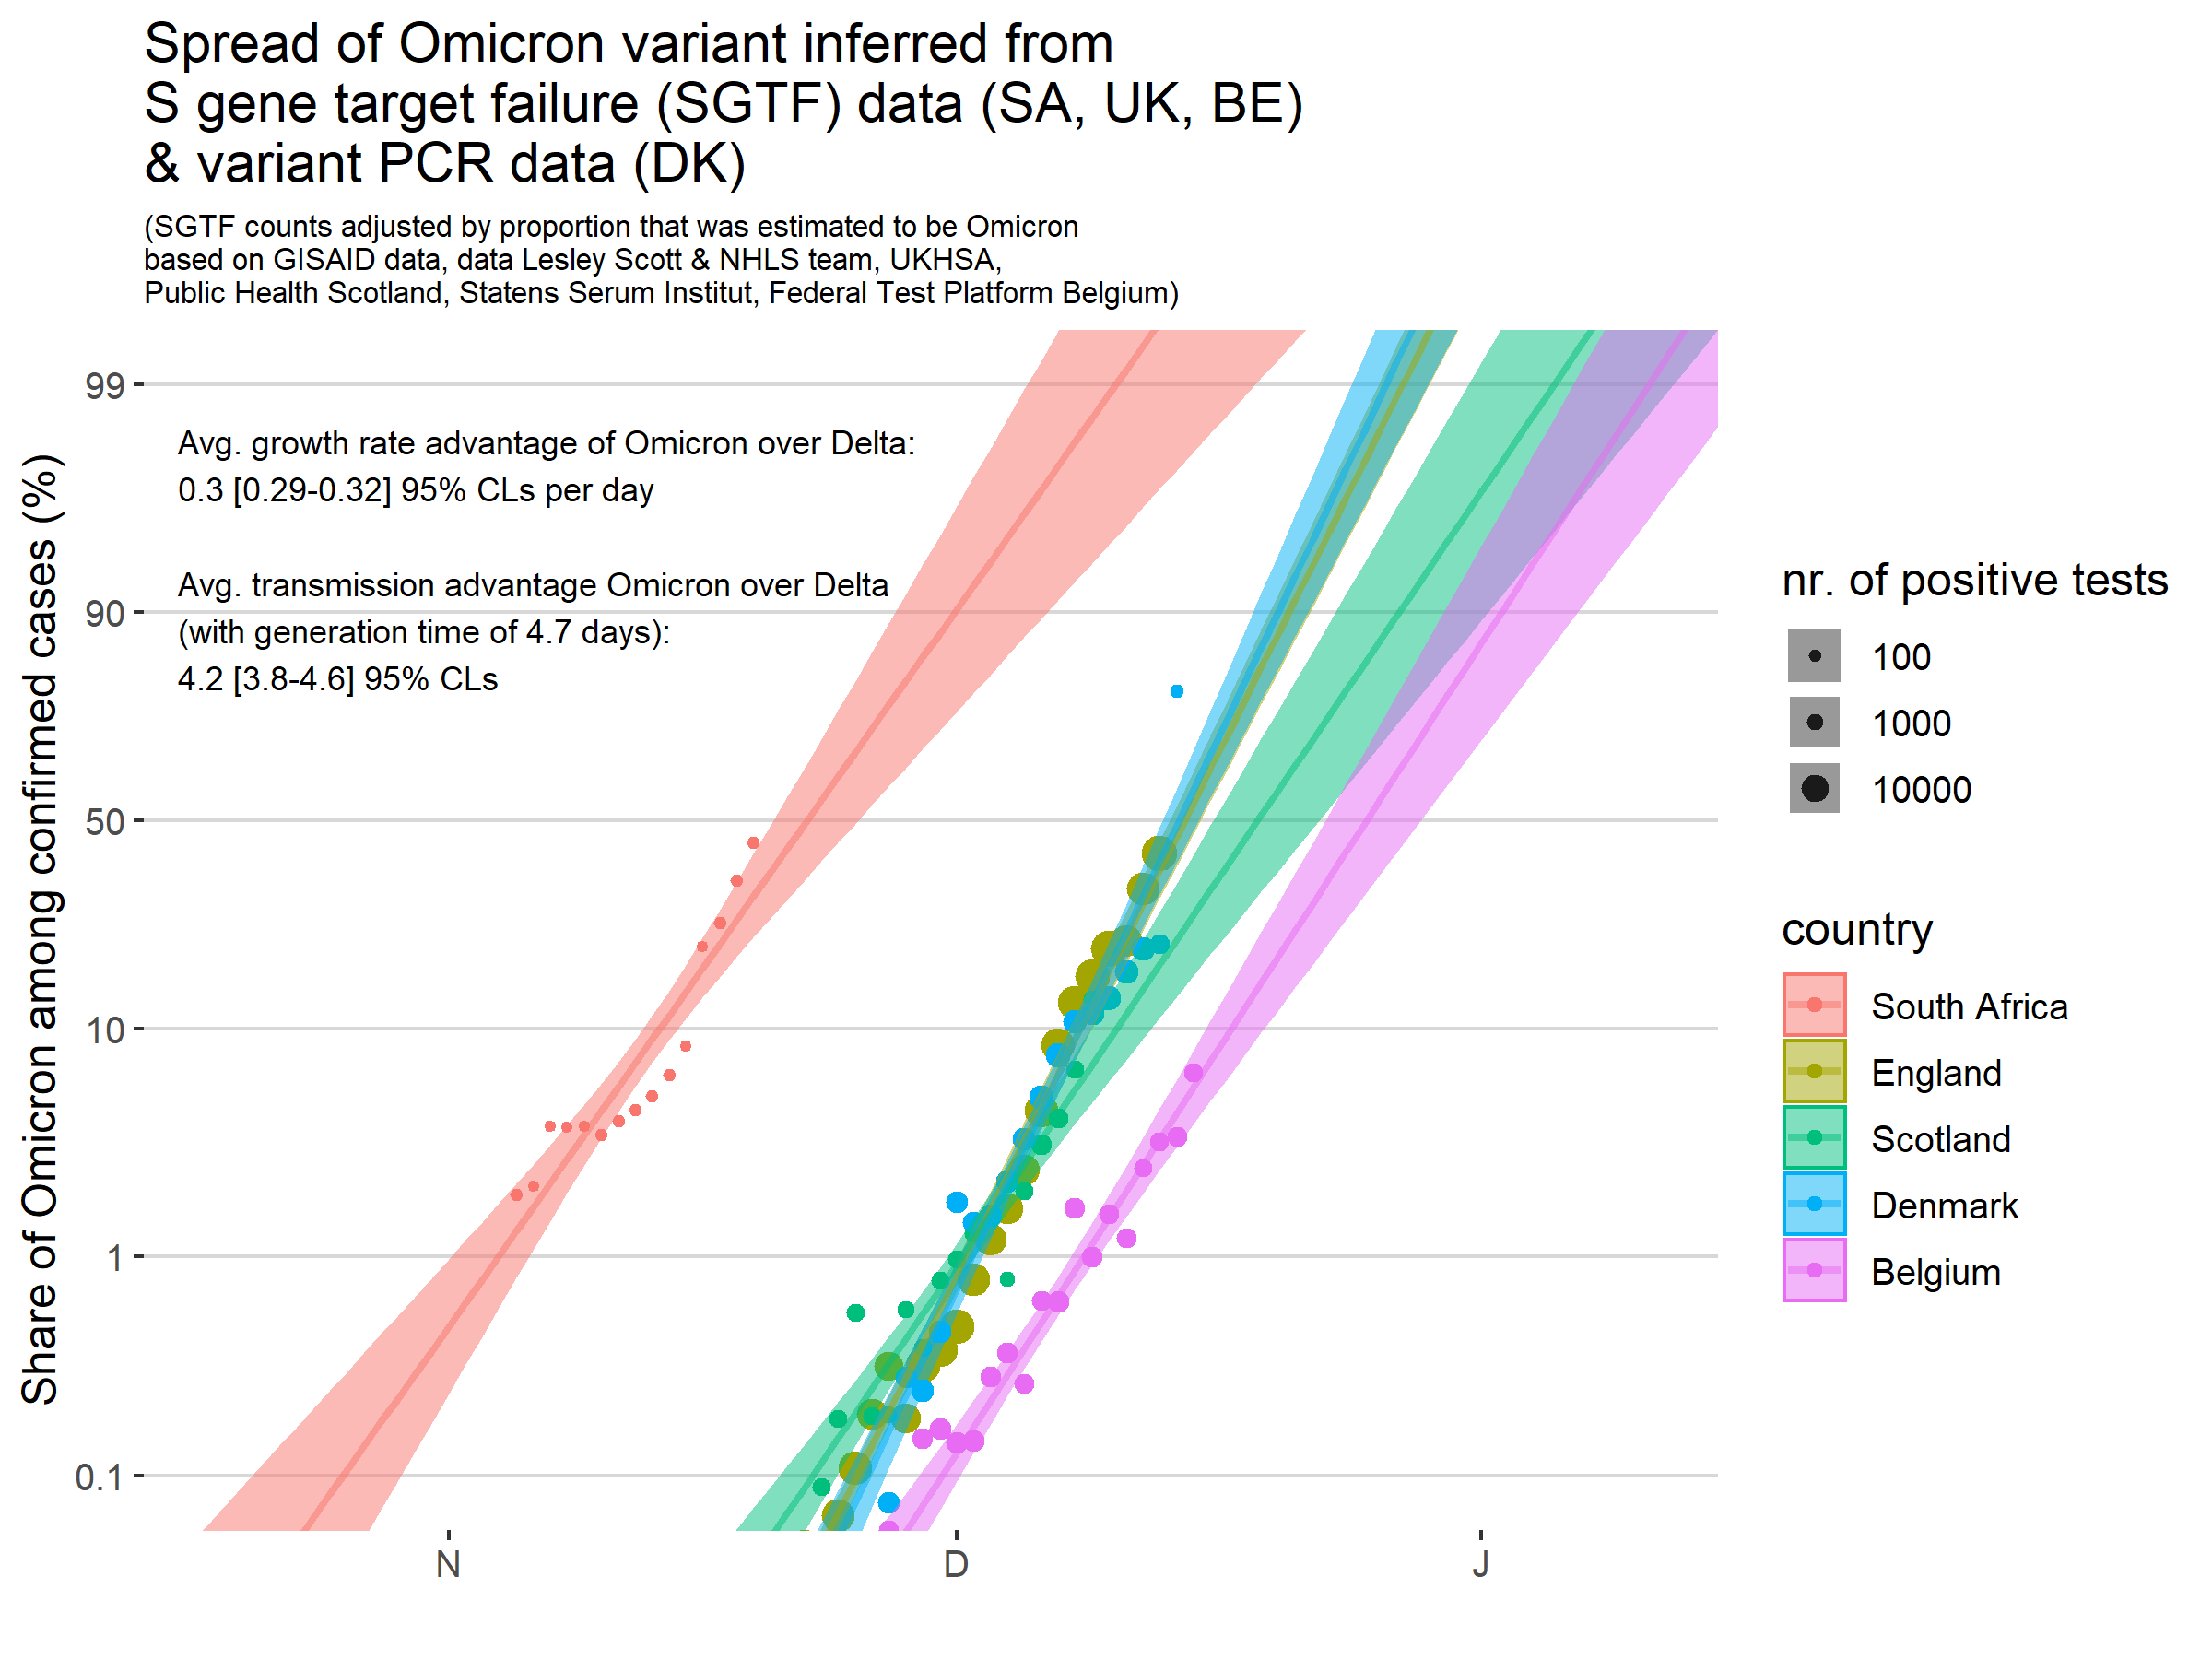 Spread of Omicron variant inferred from
S gene target failure (SGTF) data (SA, UK, BE)
& variant PCR data (DK)
(SGTF counts adjusted by proportion that was estimated to be Omicron
based on GISAID data, data Lesley Scott & NHLS team, UKHSA,
Public Health Scotland, Statens Serum Institut, Federal Test Platform Belgium)
Share of Omicron among confirmed cases (%)
99
90
50
10
1
0.1
Avg. growth rate advantage of Omicron over Delta:
0.3 [0.29-0.32] 95% CLs per day
Avg. transmission advantage Omicron over Delta
(with generation time of 4.7 days):
4.2 [3.8-4.6] 95% CLs
N
D
J
nr. of positive tests
100
1000
10000
country
South Africa
England
Scotland
Denmark
Belgium